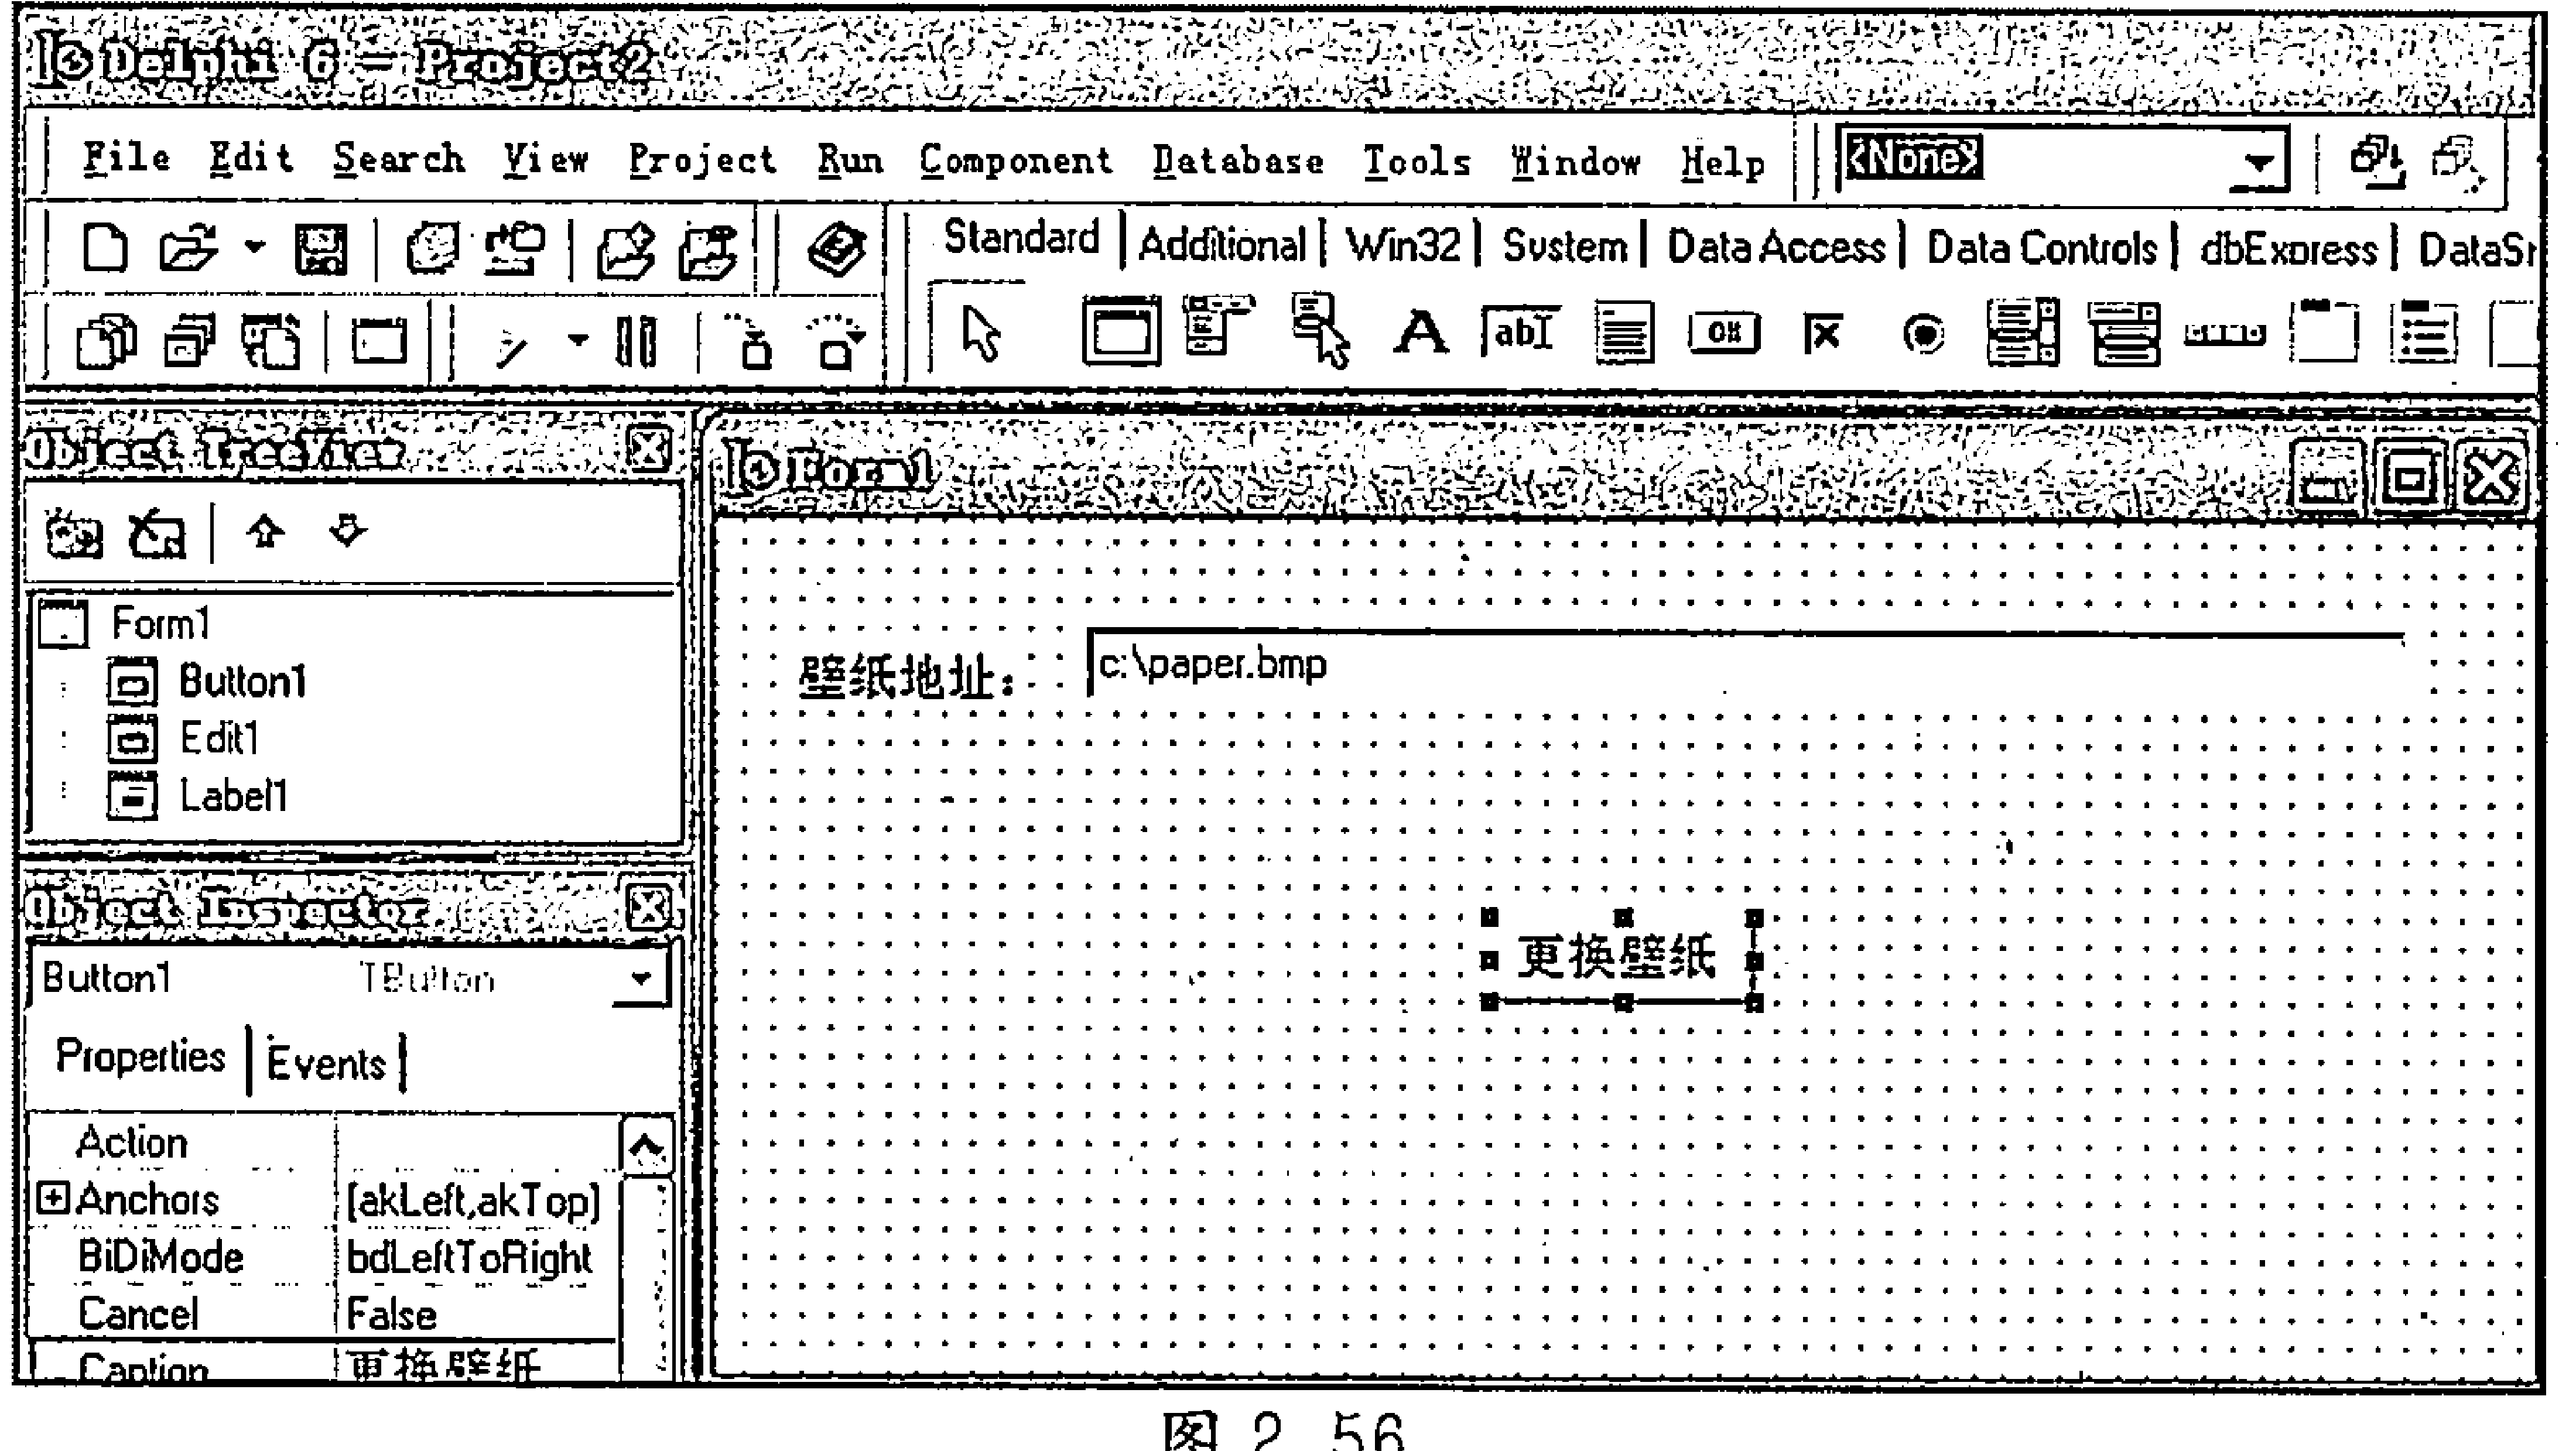 Delphi 6 - Project2
File Edit Search View Project Run Component Database Tools Window Help <None>
Standard Additional Win32 System Data Access Data Controls dbExpress DataSn
A abI OK
Object TreeView
Form1
Form1
Button1
Edit1
Label1
壁纸地址： c:\paper.bmp
更换壁纸
Object Inspector
Button1 TButton
Properties Events
Action
Anchors [akLeft,akTop]
BiDiMode bdLeftToRight
Cancel False
Caption 更换壁纸
图 2 56